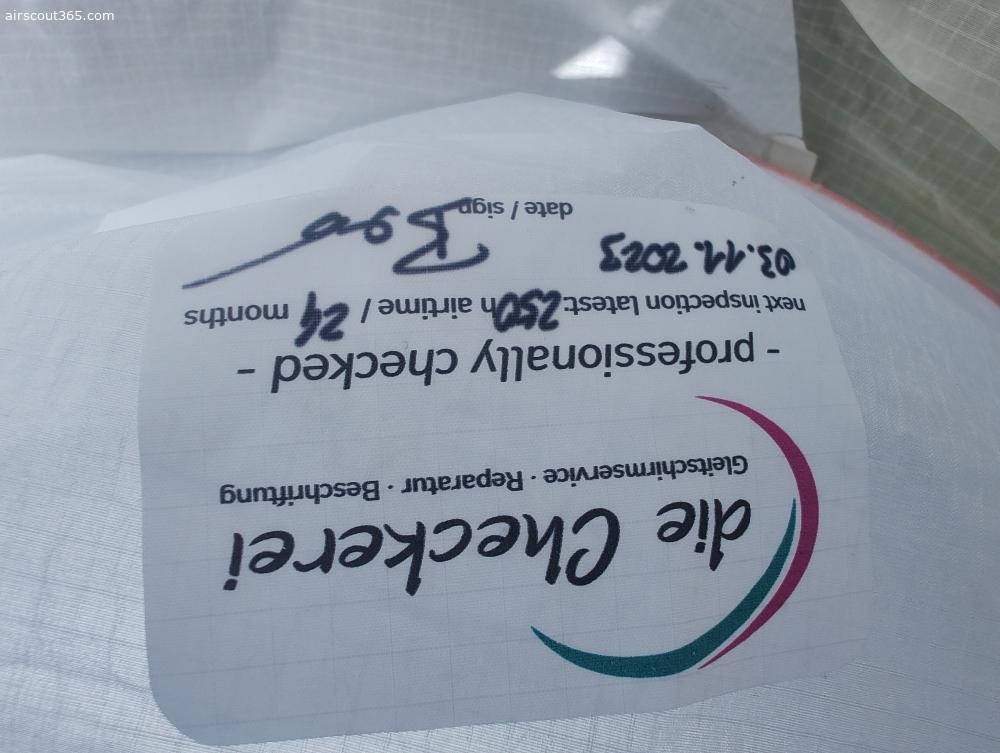 airscout365.com
die Checkerei
Gleitschirmservice · Reparatur · Beschriftung
- professionally checked -
next inspection latest: 250h airtime / 24 months
03.11.2023
date / sign